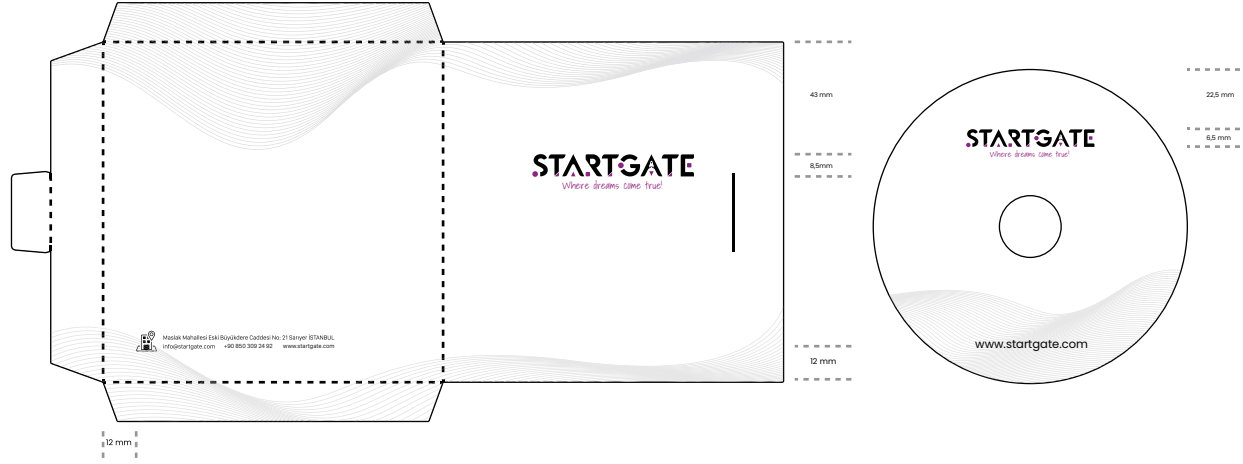 STARTGATE
Where dreams come true!
Maslak Mahallesi Eski Büyükdere Caddesi No: 21 Sarıyer İSTANBUL
info@startgate.com +90 850 309 24 92 www.startgate.com
12 mm
43 mm
8,5mm
12 mm
STARTGATE
Where dreams come true!
www.startgate.com
22,5 mm
6,5 mm